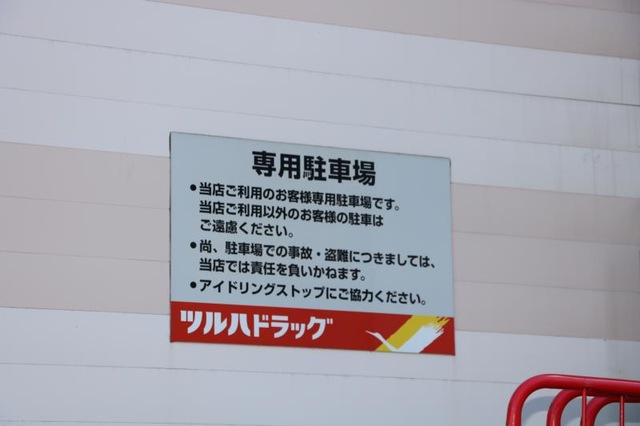 専用駐車場
●当店ご利用のお客様専用駐車場です。
当店ご利用以外のお客様の駐車は
ご遠慮ください。
●尚、駐車場での事故・盗難につきましては、
当店では責任を負いかねます。
●アイドリングストップにご協力ください。
ツルハドラッグ